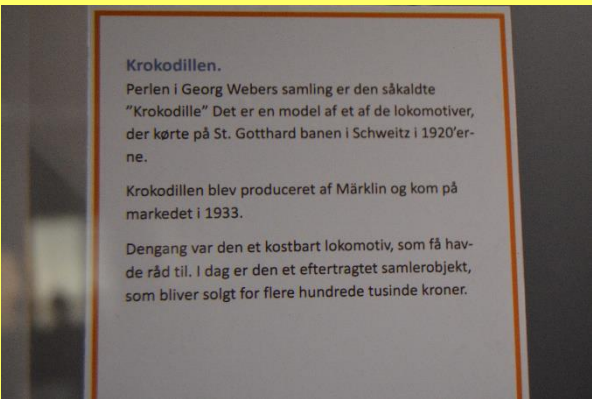 Krokodillen.
Perlen i Georg Webers samling er den såkaldte
"Krokodille" Det er en model af et af de lokomotiver,
der kørte på St. Gotthard banen i Schweitz i 1920'er-
ne.
Krokodillen blev produceret af Märklin og kom på
markedet i 1933.
Dengang var den et kostbart lokomotiv, som få hav-
de råd til. I dag er den et eftertragtet samlerobjekt,
som bliver solgt for flere hundrede tusinde kroner.